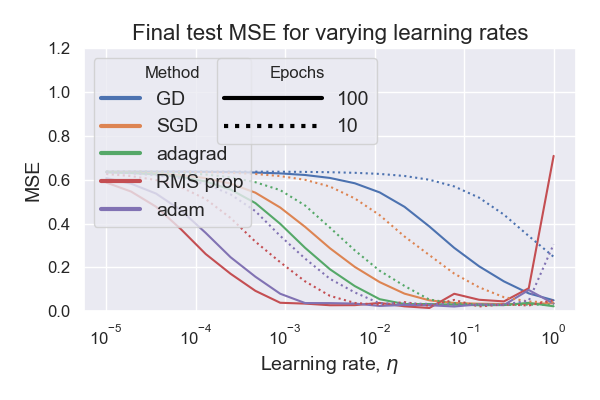 Final test MSE for varying learning rates
MSE
1.2
1.0
0.8
0.6
0.4
0.2
0.0
Method
GD
SGD
adagrad
RMS prop
adam
Epochs
100
10
10⁻⁵
10⁻⁴
10⁻³
10⁻²
10⁻¹
10⁰
Learning rate, η